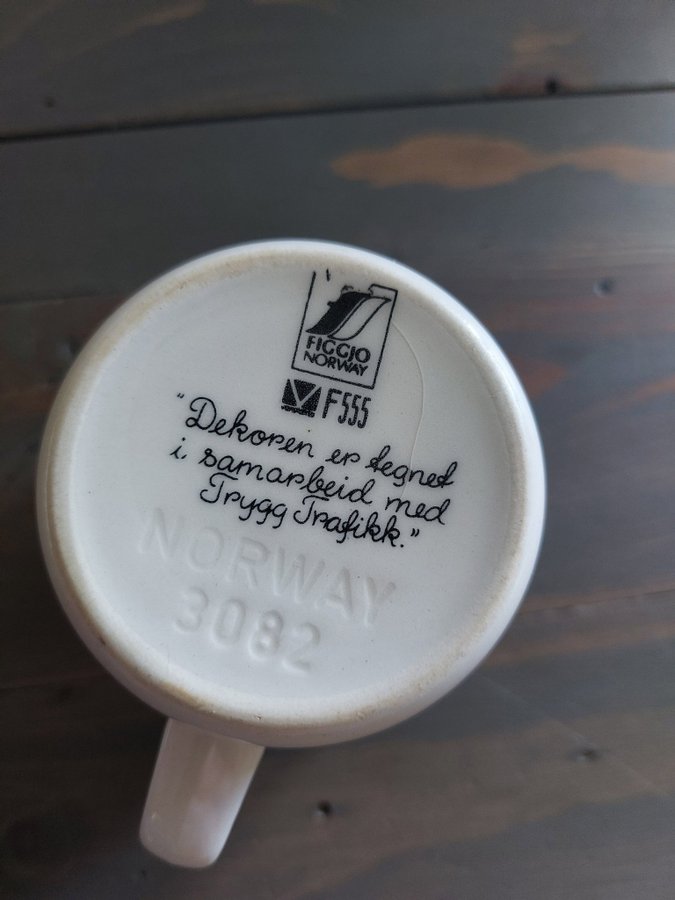 FIGGJO
NORWAY
F555
"Dekoren er tegnet
i samarbeid med
Trygg Trafikk."
NORWAY
3082